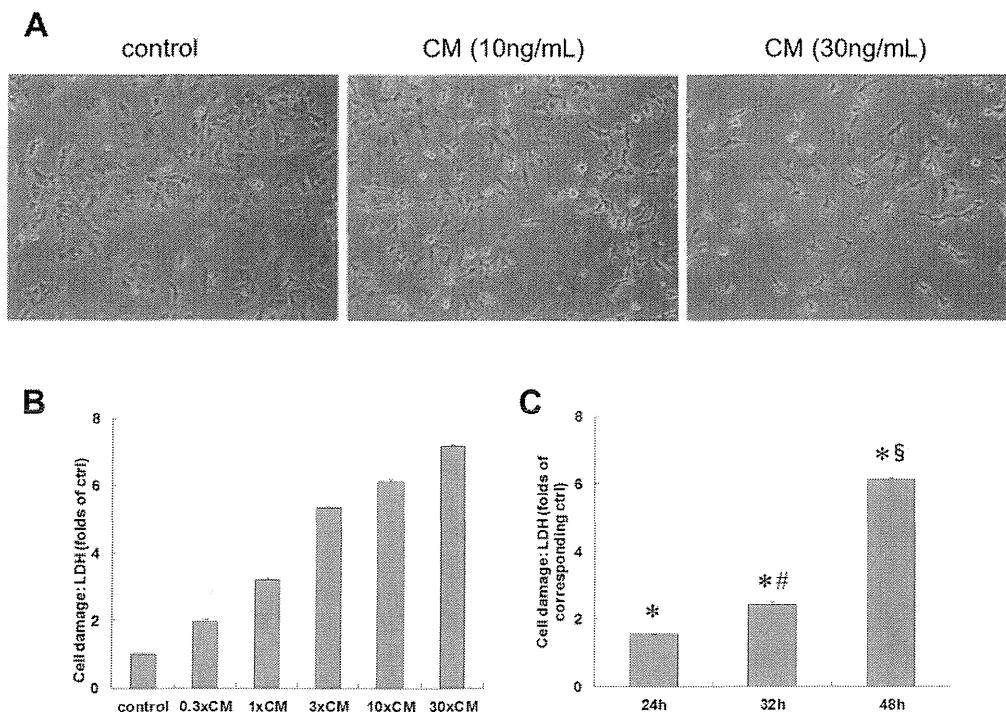 A
control
CM (10ng/mL)
CM (30ng/mL)
B
Cell damage: LDH (folds of ctrl)
8
6
4
2
0
control 0.3xCM 1xCM 3xCM 10xCM 30xCM
C
Cell damage: LDH (folds of
corresponding ctrl)
8
6
4
2
0
*
*#
*§
24h 32h 48h